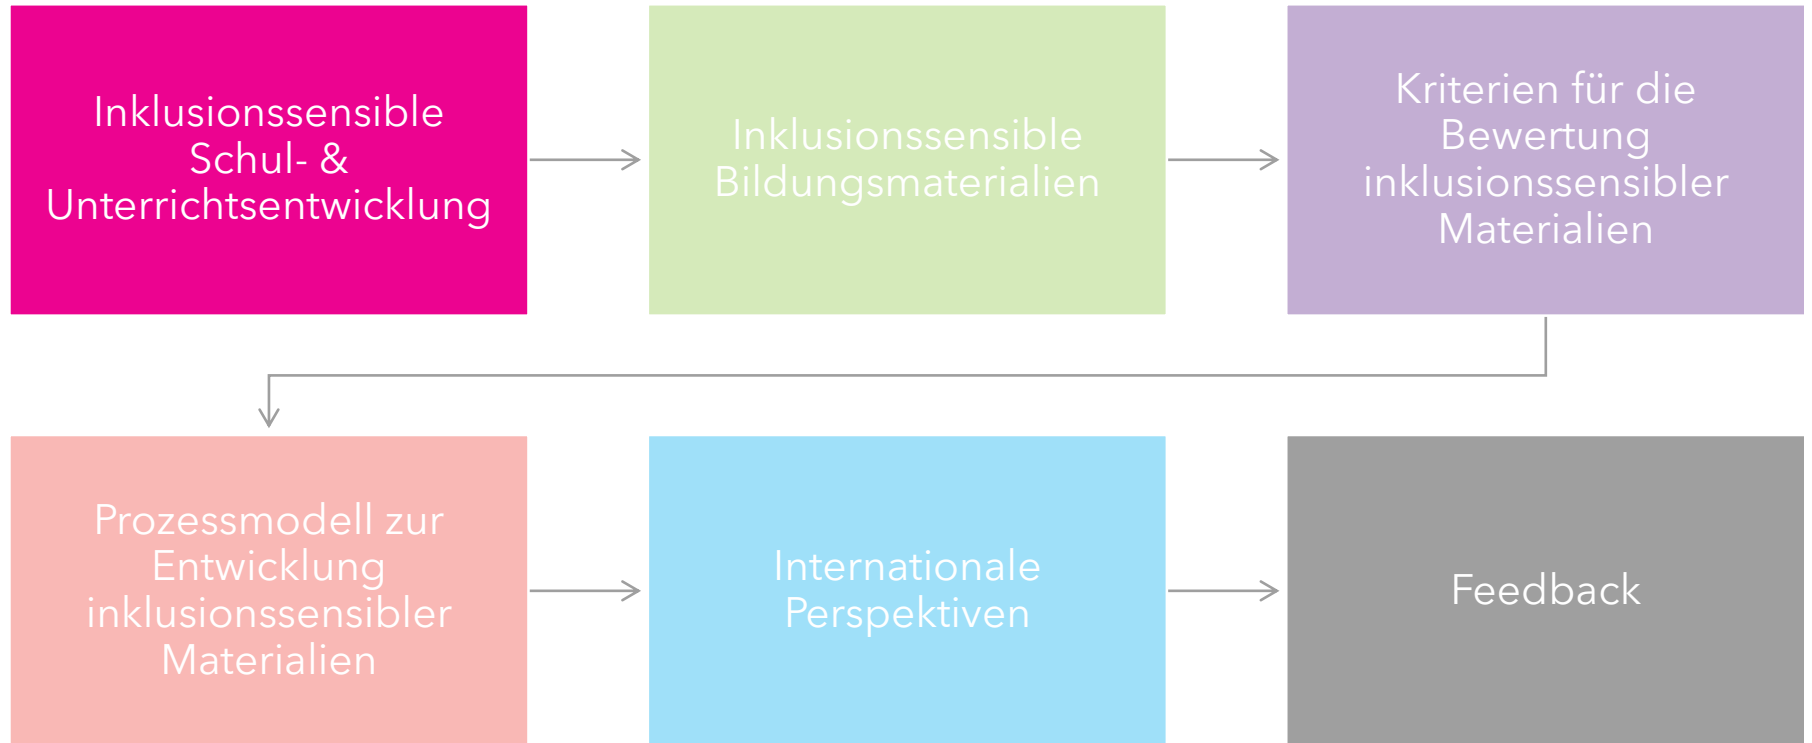 Inklusionssensible
Schul- &
Unterrichtsentwicklung
Inklusionssensible
Bildungsmaterialien
Kriterien für die
Bewertung
inklusionssensibler
Materialien
Prozessmodell zur
Entwicklung
inklusionssensibler
Materialien
Internationale
Perspektiven
Feedback